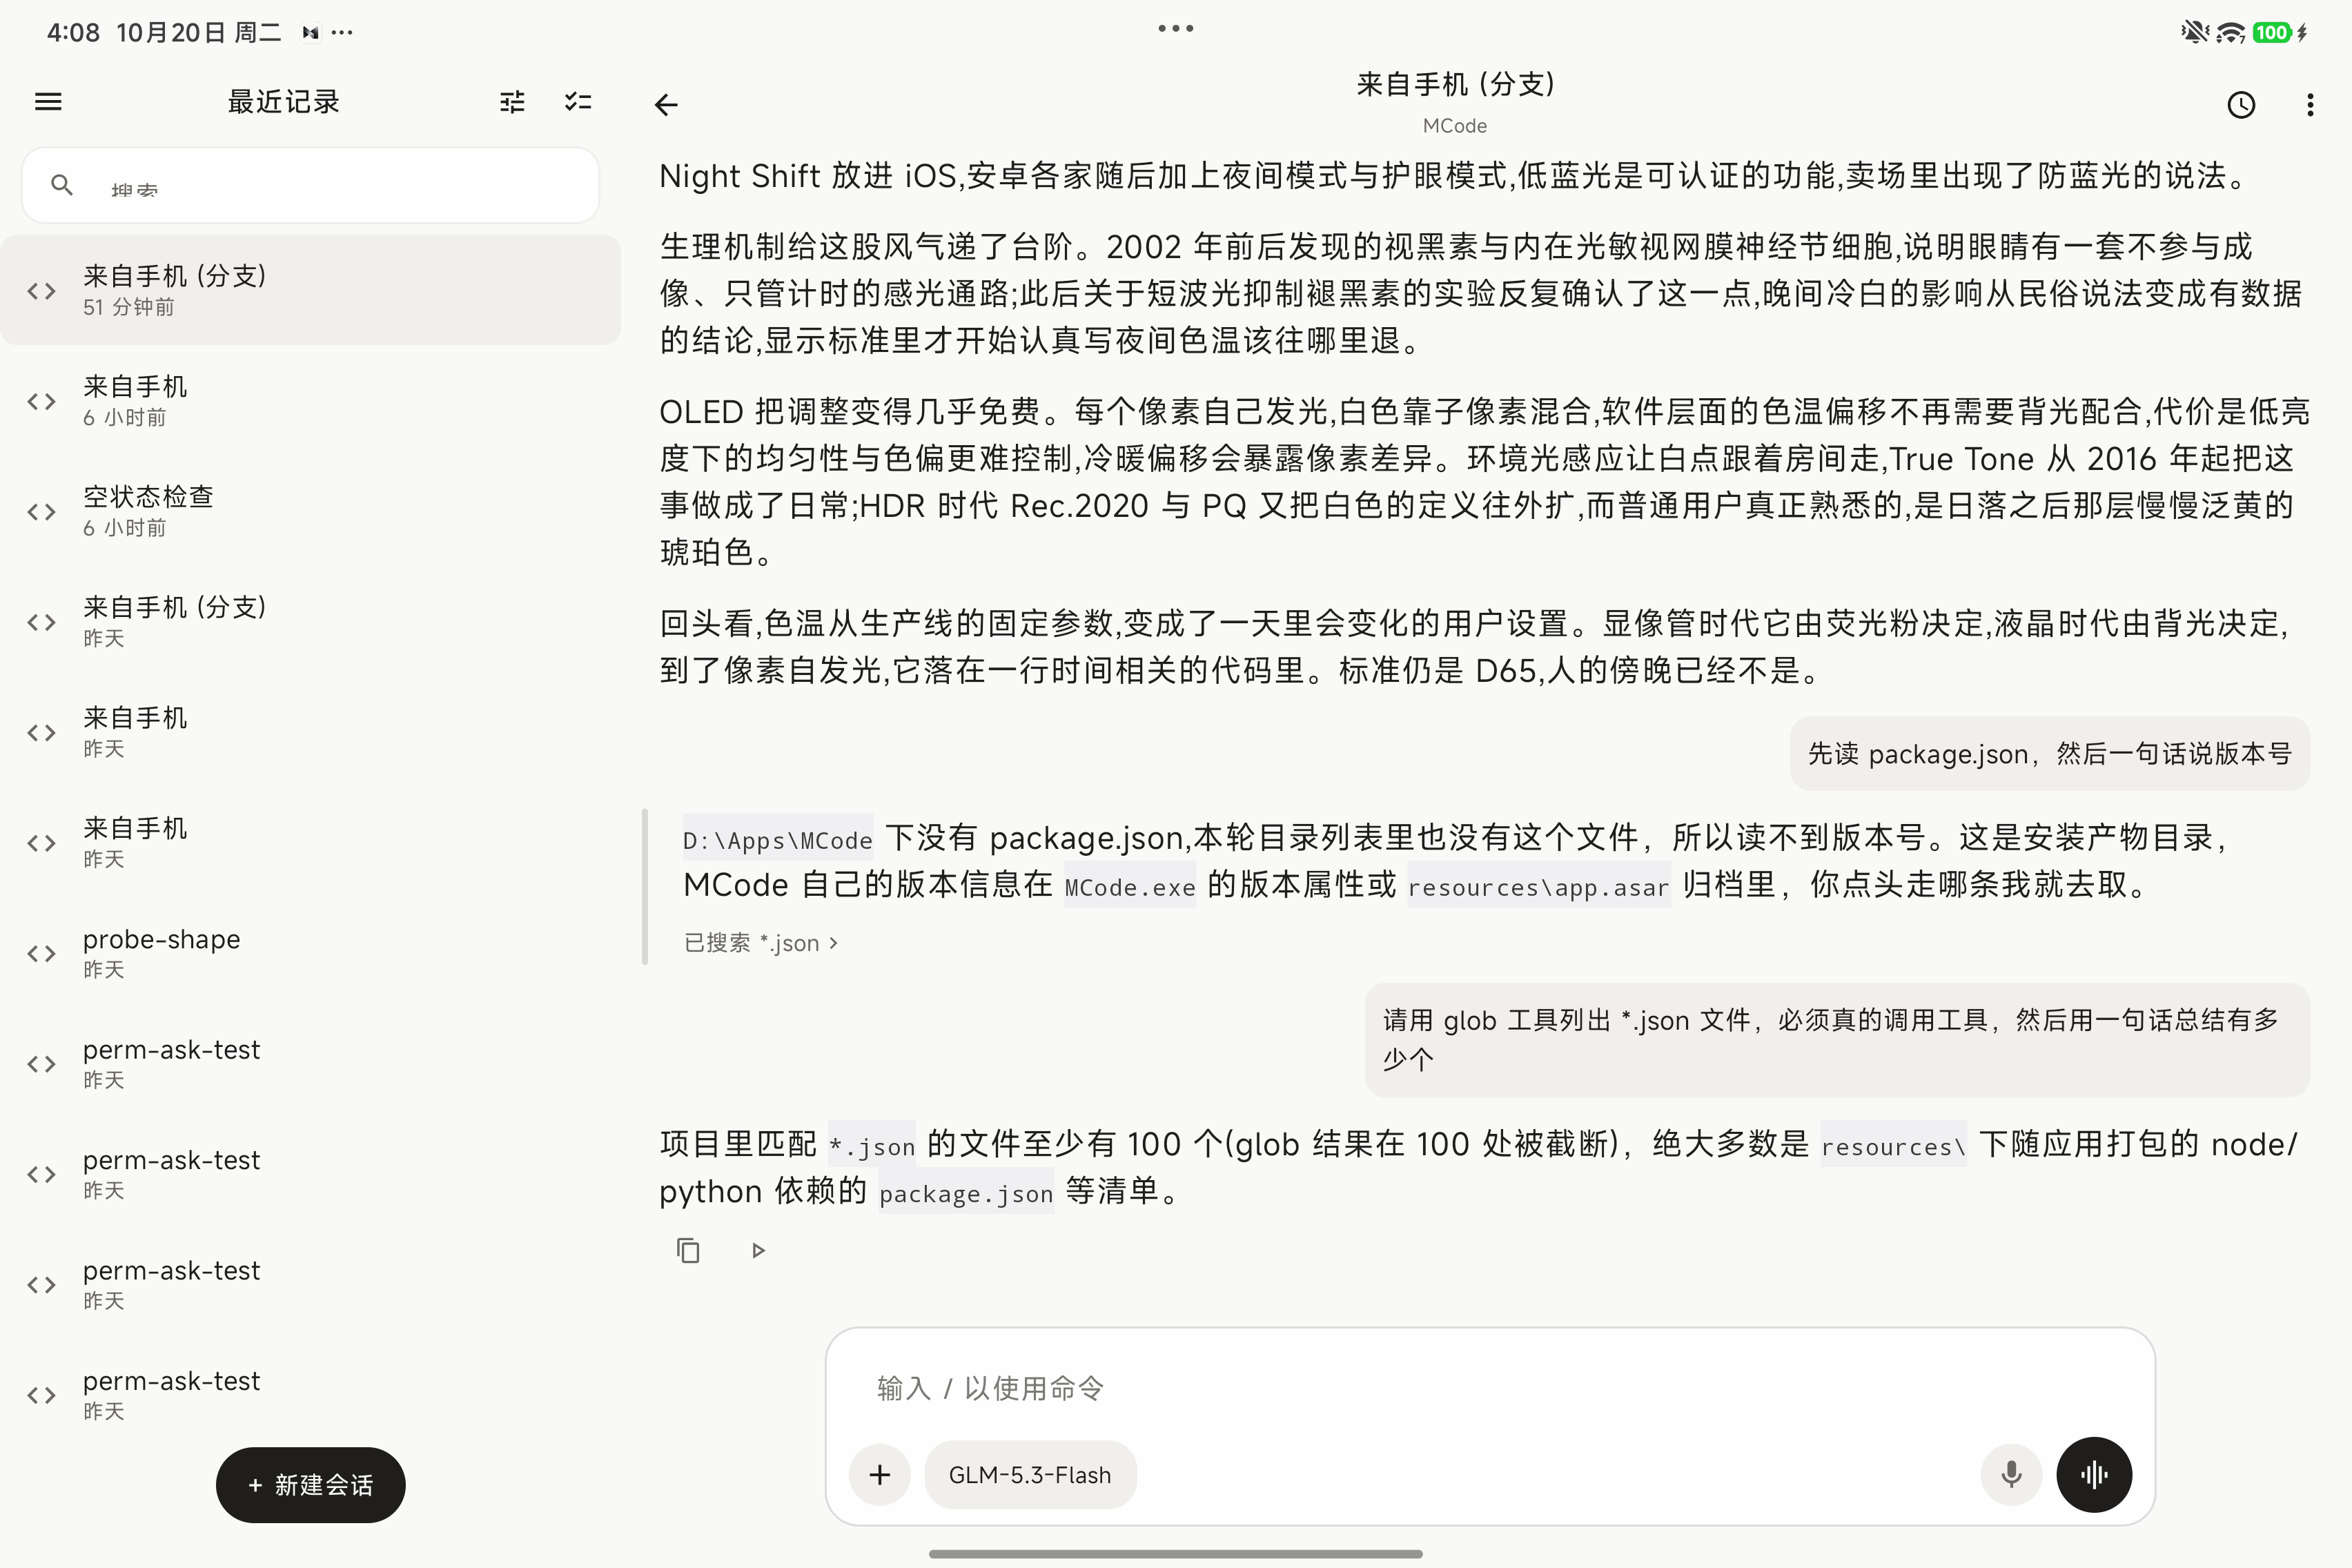 4:08 10月20日 周二
100
最近记录
搜索
来自手机 (分支)
51 分钟前
来自手机
6 小时前
空状态检查
6 小时前
来自手机 (分支)
昨天
来自手机
昨天
来自手机
昨天
probe-shape
昨天
perm-ask-test
昨天
perm-ask-test
昨天
perm-ask-test
昨天
perm-ask-test
昨天
+ 新建会话
来自手机 (分支)
MCode
Night Shift 放进 iOS,安卓各家随后加上夜间模式与护眼模式,低蓝光是可认证的功能,卖场里出现了防蓝光的说法。
生理机制给这股风气递了台阶。2002 年前后发现的视黑素与内在光敏视网膜神经节细胞,说明眼睛有一套不参与成
像、只管计时的感光通路;此后关于短波光抑制褪黑素的实验反复确认了这一点,晚间冷白的影响从民俗说法变成有数据
的结论,显示标准里才开始认真写夜间色温该往哪里退。
OLED 把调整变得几乎免费。每个像素自己发光,白色靠子像素混合,软件层面的色温偏移不再需要背光配合,代价是低亮
度下的均匀性与色偏更难控制,冷暖偏移会暴露像素差异。环境光感应让白点跟着房间走,True Tone 从 2016 年起把这
事做成了日常;HDR 时代 Rec.2020 与 PQ 又把白色的定义往外扩,而普通用户真正熟悉的,是日落之后那层慢慢泛黄的
琥珀色。
回头看,色温从生产线的固定参数,变成了一天里会变化的用户设置。显像管时代它由荧光粉决定,液晶时代由背光决定,
到了像素自发光,它落在一行时间相关的代码里。标准仍是 D65,人的傍晚已经不是。
先读 package.json，然后一句话说版本号
D:\Apps\MCode 下没有 package.json,本轮目录列表里也没有这个文件，所以读不到版本号。这是安装产物目录，
MCode 自己的版本信息在 MCode.exe 的版本属性或 resources\app.asar 归档里，你点头走哪条我就去取。
已搜索 *.json
请用 glob 工具列出 *.json 文件，必须真的调用工具，然后用一句话总结有多
少个
项目里匹配 *.json 的文件至少有 100 个(glob 结果在 100 处被截断)，绝大多数是 resources\ 下随应用打包的 node/
python 依赖的 package.json 等清单。
输入 / 以使用命令
GLM-5.3-Flash